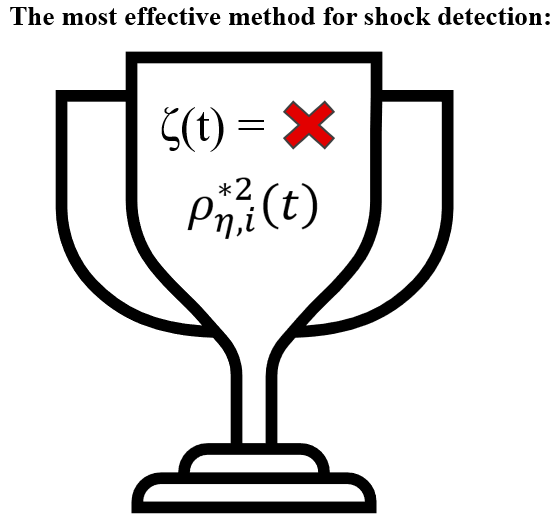 The most effective method for shock detection:
ζ(t) = ❌
ρ*²η,i(t)